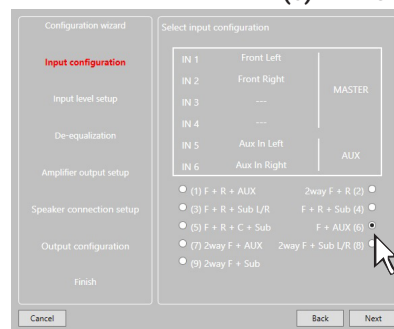 Configuration wizard
Input configuration
Input level setup
De-equalization
Amplifier output setup
Speaker connection setup
Output configuration
Finish
Select input configuration
IN 1 Front Left
IN 2 Front Right
IN 3 ---
IN 4 ---
MASTER
IN 5 Aux In Left
IN 6 Aux In Right
AUX
(1) F + R + AUX 2way F + R (2)
(3) F + R + Sub L/R F + R + Sub (4)
(5) F + R + C + Sub F + AUX (6)
(7) 2way F + AUX 2way F + Sub L/R (8)
(9) 2way F + Sub
Cancel Back Next